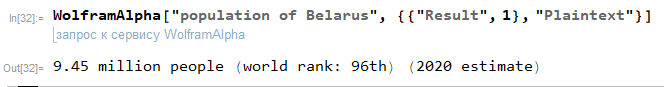 In[32]:= WolframAlpha["population of Belarus", {{"Result", 1}, "Plaintext"}]
запрос к сервису WolframAlpha
Out[32]= 9.45 million people (world rank: 96th) (2020 estimate)